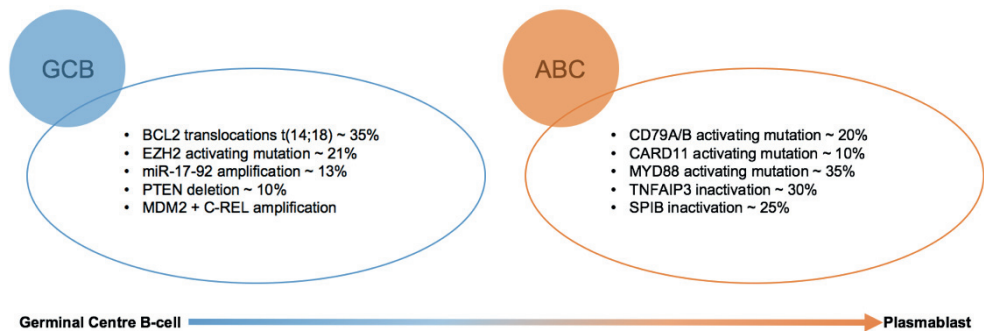 GCB
• BCL2 translocations t(14;18) ~ 35%
• EZH2 activating mutation ~ 21%
• miR-17-92 amplification ~ 13%
• PTEN deletion ~ 10%
• MDM2 + C-REL amplification
ABC
• CD79A/B activating mutation ~ 20%
• CARD11 activating mutation ~ 10%
• MYD88 activating mutation ~ 35%
• TNFAIP3 inactivation ~ 30%
• SPIB inactivation ~ 25%
Germinal Centre B-cell
Plasmablast